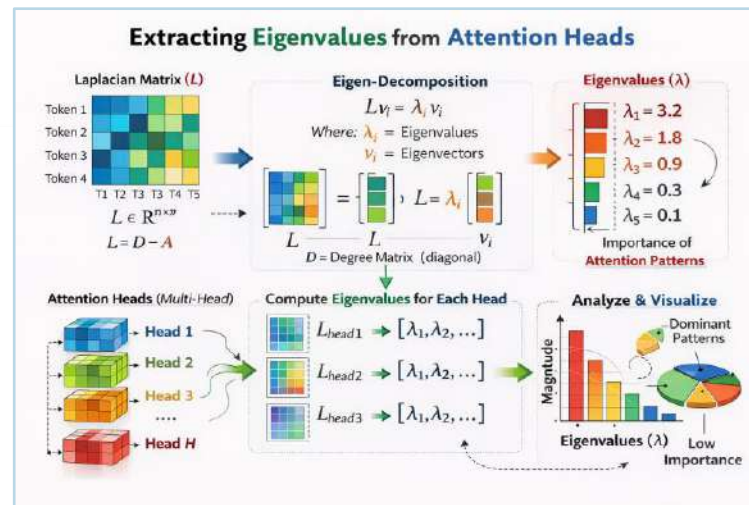 Extracting Eigenvalues from Attention Heads
Laplacian Matrix (L)
Token 1
Token 2
Token 3
Token 4
T1 T2 T3 T3 T4 T5
L ∈ ℝⁿˣⁿ
L = D − A
Eigen-Decomposition
Lvᵢ = λᵢ vᵢ
Where: λᵢ = Eigenvalues
vᵢ = Eigenvectors
= , L = λᵢ
L L vᵢ
D = Degree Matrix (diagonal)
Eigenvalues (λ)
λ₁ = 3.2
λ₂ = 1.8
λ₃ = 0.9
λ₄ = 0.3
λ₅ = 0.1
Importance of
Attention Patterns
Attention Heads (Multi-Head)
Head 1
Head 2
Head 3
....
Head H
Compute Eigenvalues for Each Head
Lhead1 [λ₁, λ₂, ...]
Lhead2 [λ₁, λ₂, ...]
Lhead3 [λ₁, λ₂, ...]
Analyze & Visualize
Magntude
Eigenvalues (λ)
Dominant
Patterns
Low
Importance